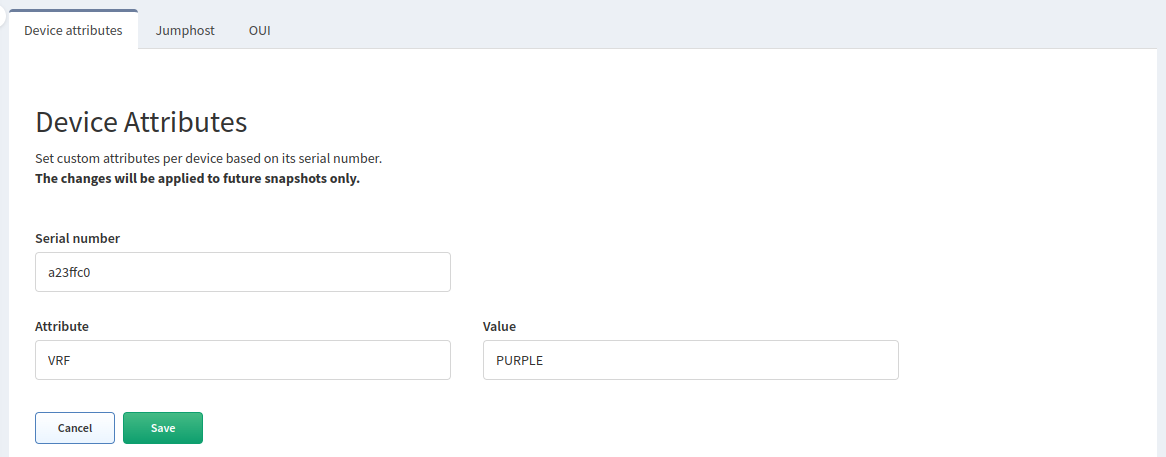 Device attributes Jumphost OUI
Device Attributes
Set custom attributes per device based on its serial number.
The changes will be applied to future snapshots only.
Serial number
a23ffc0
Attribute Value
VRF PURPLE
Cancel Save